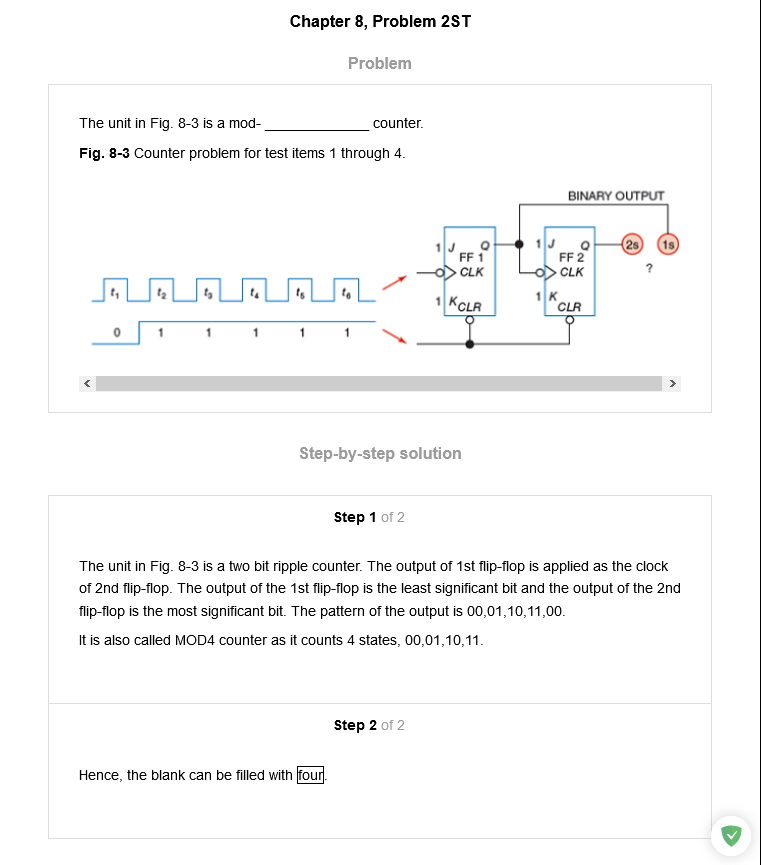 Chapter 8, Problem 2ST
Problem
The unit in Fig. 8-3 is a mod- ______________ counter.
Fig. 8-3 Counter problem for test items 1 through 4.
BINARY OUTPUT
1 J Q 1 J Q 2s 1s
FF 1 FF 2
CLK CLK ?
t1 t2 t3 t4 t5 t6
1 K CLR 1 K CLR
0 1 1 1 1 1
Step-by-step solution
Step 1 of 2
The unit in Fig. 8-3 is a two bit ripple counter. The output of 1st flip-flop is applied as the clock
of 2nd flip-flop. The output of the 1st flip-flop is the least significant bit and the output of the 2nd
flip-flop is the most significant bit. The pattern of the output is 00,01,10,11,00.
It is also called MOD4 counter as it counts 4 states, 00,01,10,11.
Step 2 of 2
Hence, the blank can be filled with four.